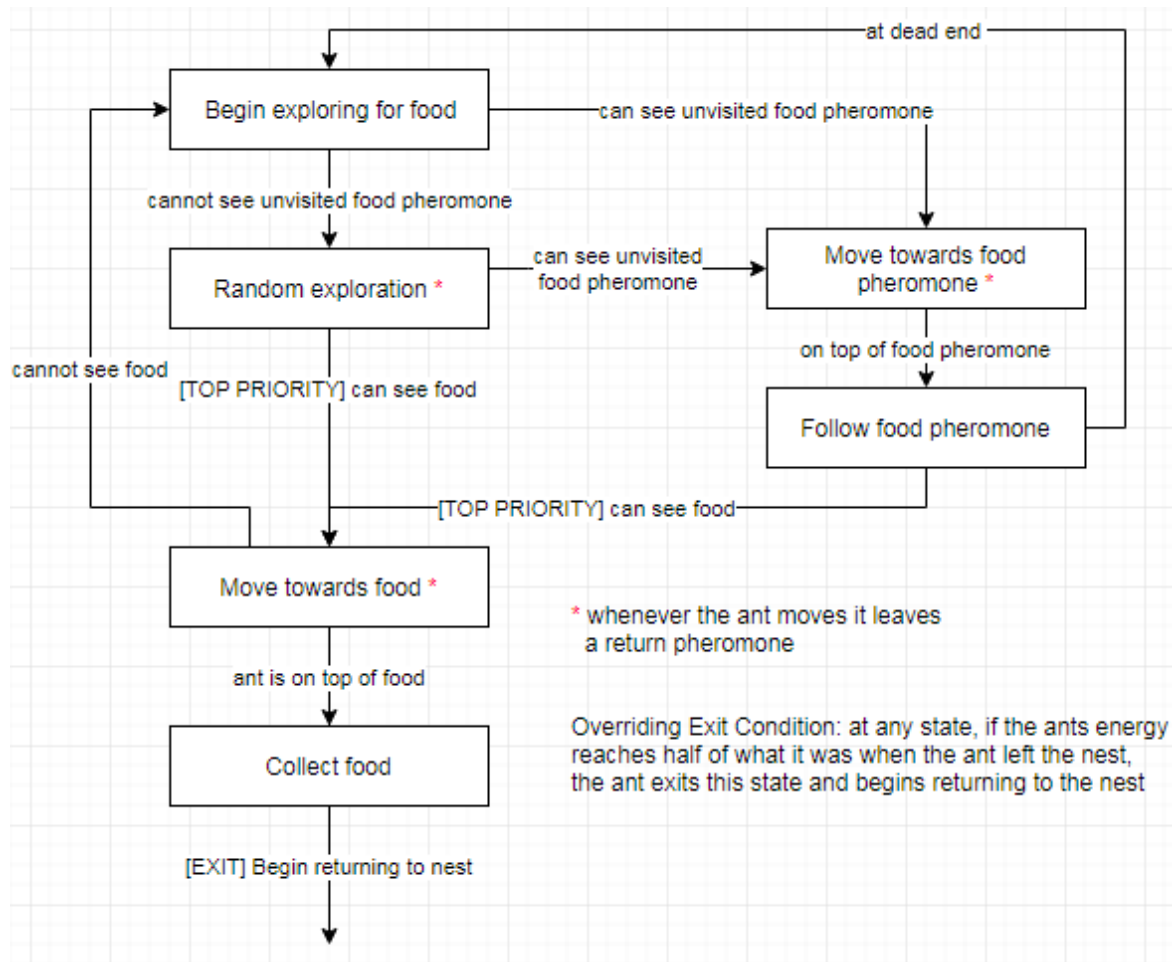 at dead end
Begin exploring for food
can see unvisited food pheromone
cannot see unvisited food pheromone
Random exploration *
can see unvisited
food pheromone
Move towards food
pheromone *
cannot see food
on top of food pheromone
[TOP PRIORITY] can see food
Follow food pheromone
[TOP PRIORITY] can see food
Move towards food *
* whenever the ant moves it leaves
a return pheromone
ant is on top of food
Overriding Exit Condition: at any state, if the ants energy
reaches half of what it was when the ant left the nest,
the ant exits this state and begins returning to the nest
Collect food
[EXIT] Begin returning to nest